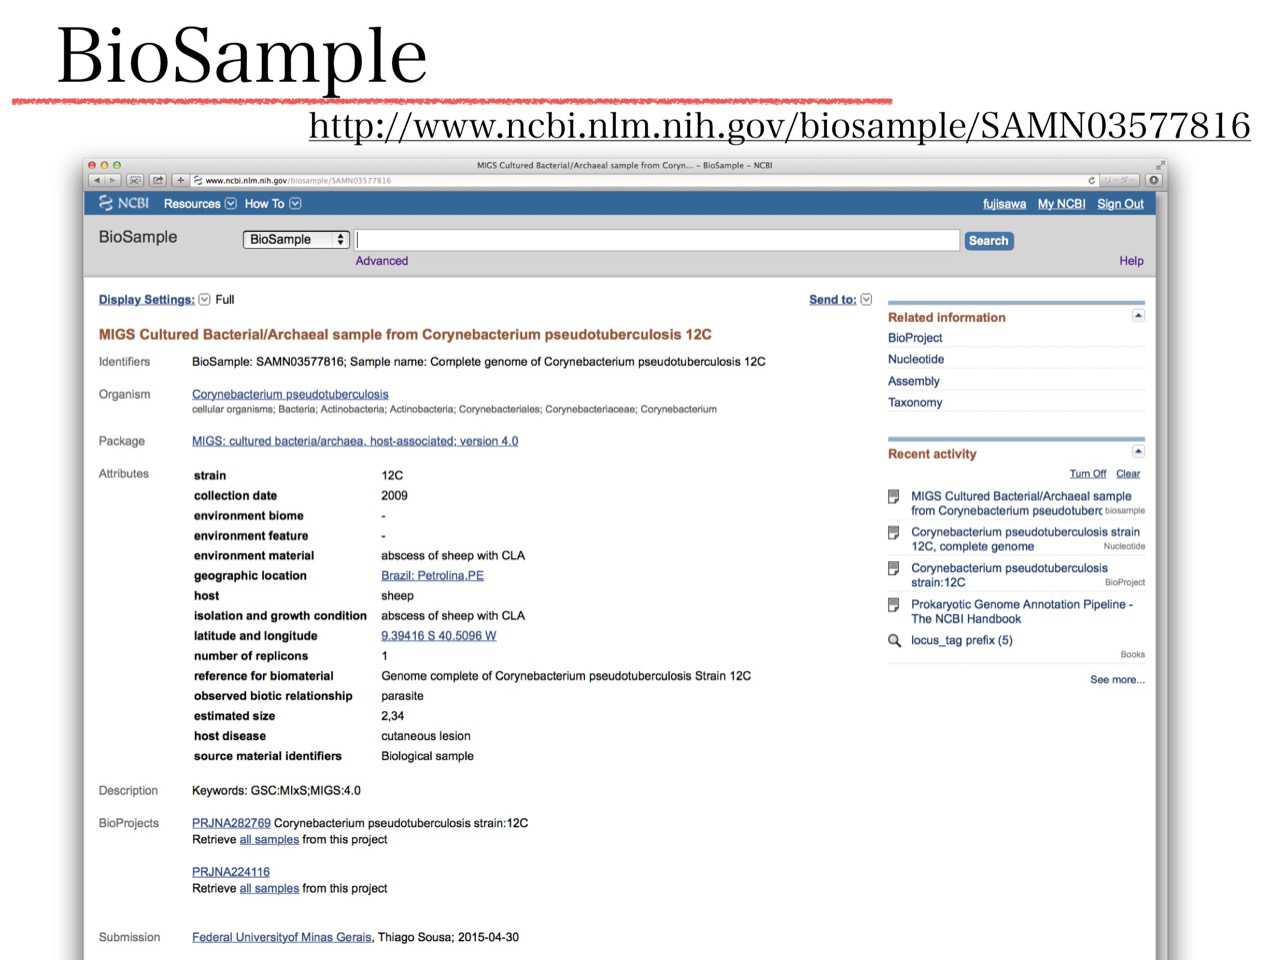 BioSample
http://www.ncbi.nlm.nih.gov/biosample/SAMN03577816
MIGS Cultured Bacterial/Archaeal sample from Coryn... – BioSample – NCBI
www.ncbi.nlm.nih.gov/biosample/SAMN03577816
リーダー
NCBI Resources How To fujisawa My NCBI Sign Out
BioSample BioSample Search
Advanced Help
Display Settings: Full Send to:
MIGS Cultured Bacterial/Archaeal sample from Corynebacterium pseudotuberculosis 12C
Identifiers BioSample: SAMN03577816; Sample name: Complete genome of Corynebacterium pseudotuberculosis 12C
Organism Corynebacterium pseudotuberculosis
cellular organisms; Bacteria; Actinobacteria; Actinobacteria; Corynebacteriales; Corynebacteriaceae; Corynebacterium
Package MIGS: cultured bacteria/archaea, host-associated; version 4.0
Attributes
strain 12C
collection date 2009
environment biome -
environment feature -
environment material abscess of sheep with CLA
geographic location Brazil: Petrolina,PE
host sheep
isolation and growth condition abscess of sheep with CLA
latitude and longitude 9.39416 S 40.5096 W
number of replicons 1
reference for biomaterial Genome complete of Corynebacterium pseudotuberculosis Strain 12C
observed biotic relationship parasite
estimated size 2,34
host disease cutaneous lesion
source material identifiers Biological sample
Description Keywords: GSC:MIxS;MIGS:4.0
BioProjects PRJNA282769 Corynebacterium pseudotuberculosis strain:12C
Retrieve all samples from this project
PRJNA224116
Retrieve all samples from this project
Submission Federal Universityof Minas Gerais, Thiago Sousa; 2015-04-30
Related information
BioProject
Nucleotide
Assembly
Taxonomy
Recent activity
Turn Off Clear
MIGS Cultured Bacterial/Archaeal sample
from Corynebacterium pseudotuberc biosample
Corynebacterium pseudotuberculosis strain
12C, complete genome Nucleotide
Corynebacterium pseudotuberculosis
strain:12C BioProject
Prokaryotic Genome Annotation Pipeline -
The NCBI Handbook
locus_tag prefix (5)
Books
See more...